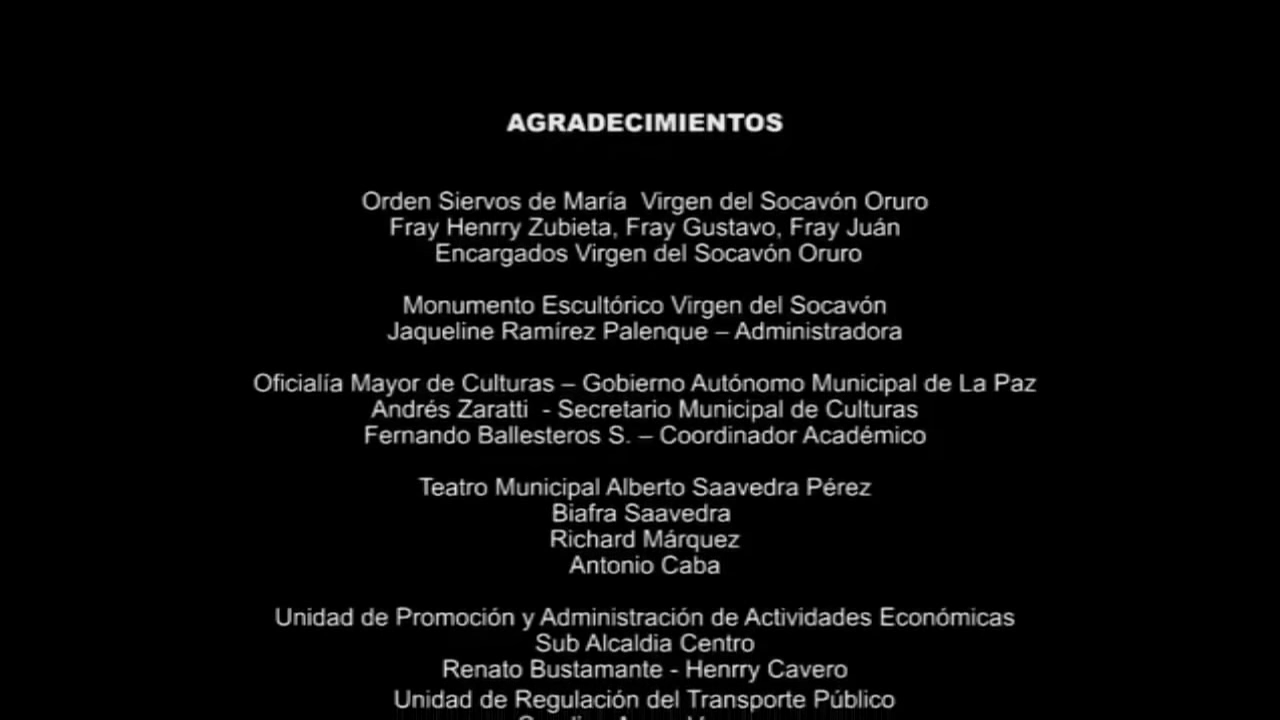 AGRADECIMIENTOS
Orden Siervos de María  Virgen del Socavón Oruro
Fray Henrry Zubieta, Fray Gustavo, Fray Juán
Encargados Virgen del Socavón Oruro
Monumento Escultórico Virgen del Socavón
Jaqueline Ramírez Palenque – Administradora
Oficialía Mayor de Culturas – Gobierno Autónomo Municipal de La Paz
Andrés Zaratti  - Secretario Municipal de Culturas
Fernando Ballesteros S. – Coordinador Académico
Teatro Municipal Alberto Saavedra Pérez
Biafra Saavedra
Richard Márquez
Antonio Caba
Unidad de Promoción y Administración de Actividades Económicas
Sub Alcaldia Centro
Renato Bustamante - Henrry Cavero
Unidad de Regulación del Transporte Público